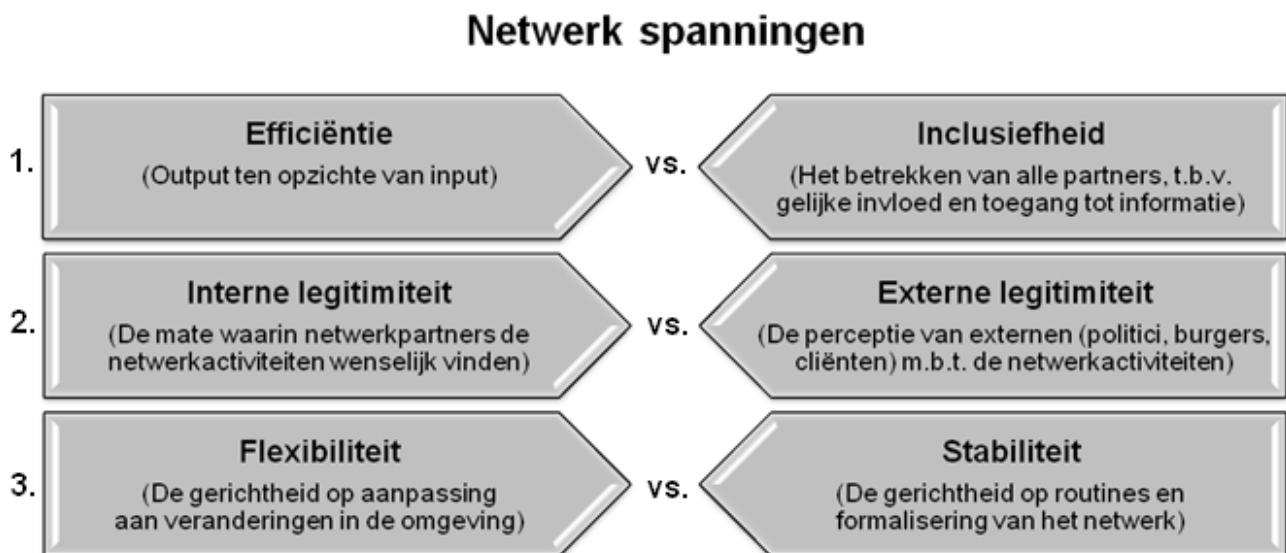 Netwerk spanningen
1.
Efficiëntie
(Output ten opzichte van input)
vs.
Inclusiefheid
(Het betrekken van alle partners, t.b.v.
gelijke invloed en toegang tot informatie)
2.
Interne legitimiteit
(De mate waarin netwerkpartners de
netwerkactiviteiten wenselijk vinden)
vs.
Externe legitimiteit
(De perceptie van externen (politici, burgers,
cliënten) m.b.t. de netwerkactiviteiten)
3.
Flexibiliteit
(De gerichtheid op aanpassing
aan veranderingen in de omgeving)
vs.
Stabiliteit
(De gerichtheid op routines en
formalisering van het netwerk)